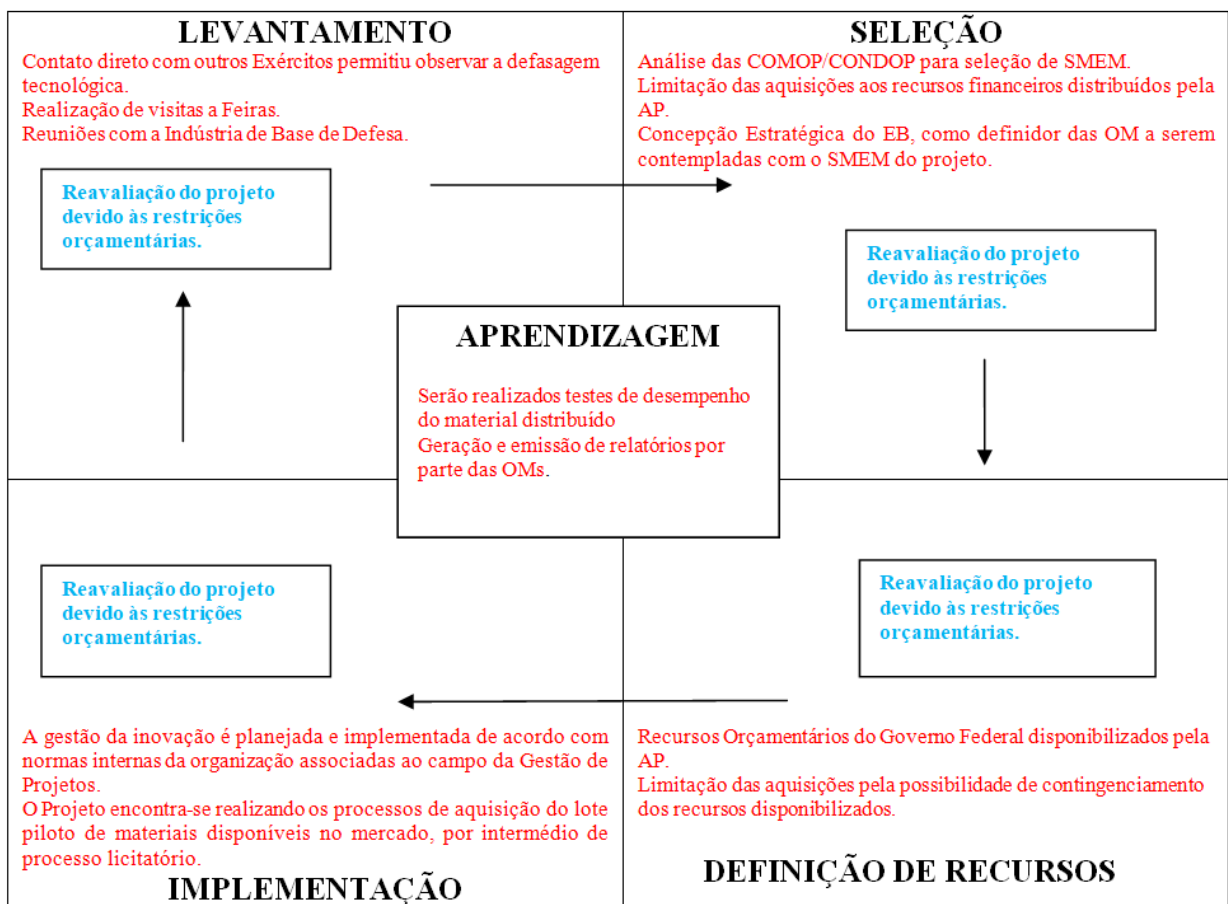 LEVANTAMENTO
Contato direto com outros Exércitos permitiu observar a defasagem
tecnológica.
Realização de visitas a Feiras.
Reuniões com a Indústria de Base de Defesa.
Reavaliação do projeto
devido às restrições
orçamentárias.
SELEÇÃO
Análise das COMOP/CONDOP para seleção de SMEM.
Limitação das aquisições aos recursos financeiros distribuídos pela
AP.
Concepção Estratégica do EB, como definidor das OM a serem
contempladas com o SMEM do projeto.
Reavaliação do projeto
devido às restrições
orçamentárias.
APRENDIZAGEM
Serão realizados testes de desempenho
do material distribuído
Geração e emissão de relatórios por
parte das OMs.
Reavaliação do projeto
devido às restrições
orçamentárias.
A gestão da inovação é planejada e implementada de acordo com
normas internas da organização associadas ao campo da Gestão de
Projetos.
O Projeto encontra-se realizando os processos de aquisição do lote
piloto de materiais disponíveis no mercado, por intermédio de
processo licitatório.
IMPLEMENTAÇÃO
Reavaliação do projeto
devido às restrições
orçamentárias.
Recursos Orçamentários do Governo Federal disponibilizados pela
AP.
Limitação das aquisições pela possibilidade de contingenciamento
dos recursos disponibilizados.
DEFINIÇÃO DE RECURSOS